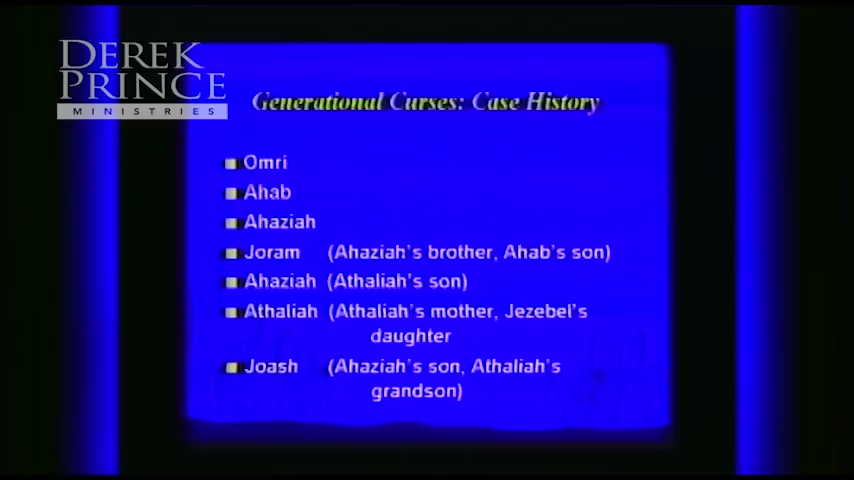 DEREK
PRINCE
MINISTRIES
Generational Curses: Case History
Omri
Ahab
Ahaziah
Joram (Ahaziah's brother, Ahab's son)
Ahaziah (Athaliah's son)
Athaliah (Athaliah's mother, Jezebel's
daughter
Joash (Ahaziah's son, Athaliah's
grandson)